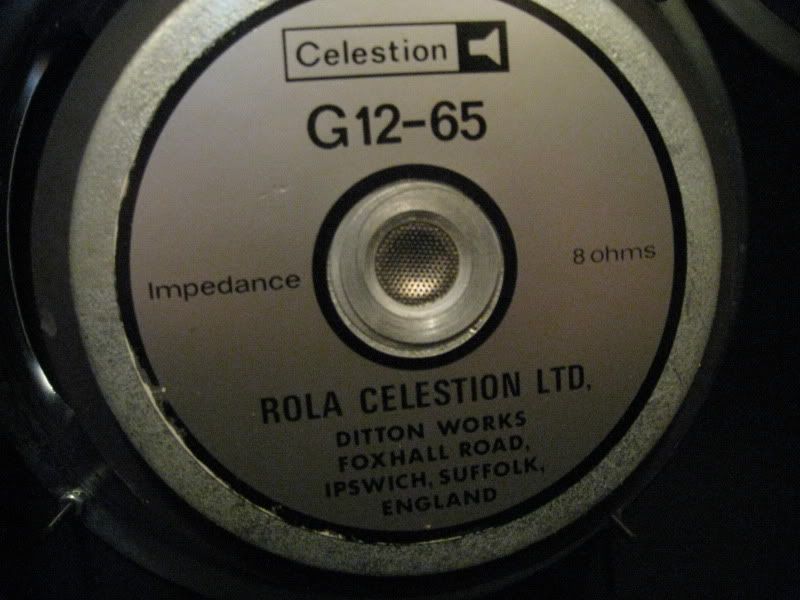 Celestion
G12-65
Impedance 8 ohms
ROLA CELESTION LTD,
DITTON WORKS
FOXHALL ROAD,
IPSWICH, SUFFOLK,
ENGLAND